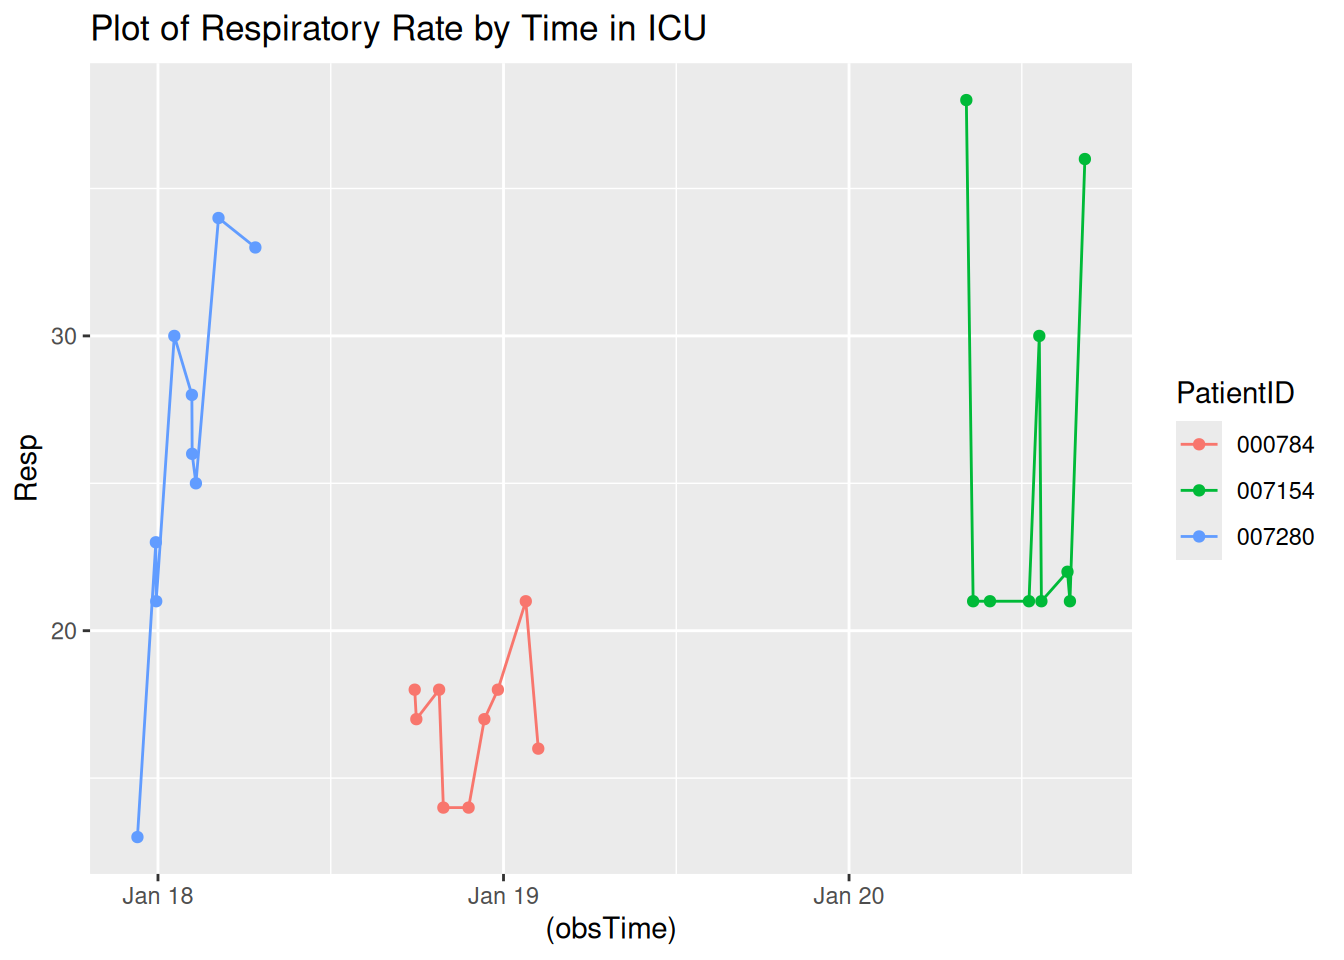 Plot of Respiratory Rate by Time in ICU
Resp
30
20
Jan 18
Jan 19
Jan 20
(obsTime)
PatientID
000784
007154
007280